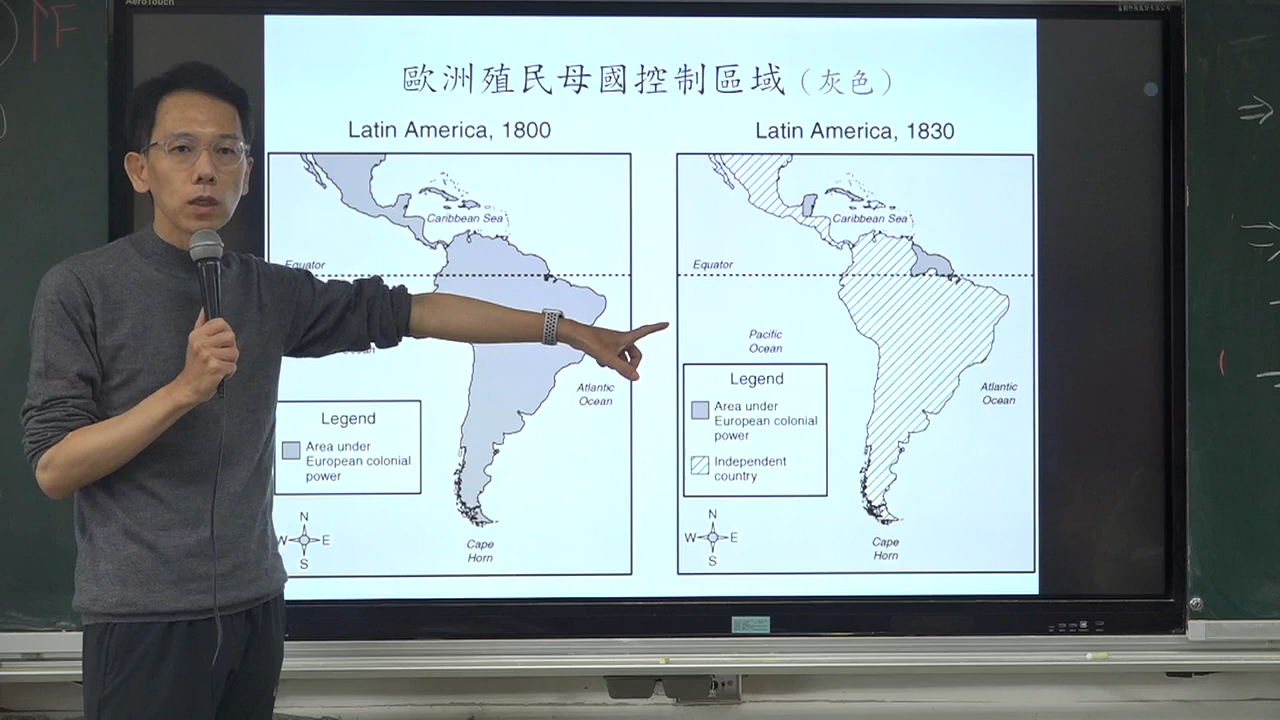 AeroTouch
歐洲殖民母國控制區域（灰色）
Latin America, 1800
Caribbean Sea
Equator
Ocean
Atlantic
Ocean
Legend
Area under
European colonial
power
N
W
E
S
Cape
Horn
Latin America, 1830
Caribbean Sea
Equator
Pacific
Ocean
Atlantic
Ocean
Legend
Area under
European colonial
power
Independent
country
N
W
E
S
Cape
Horn